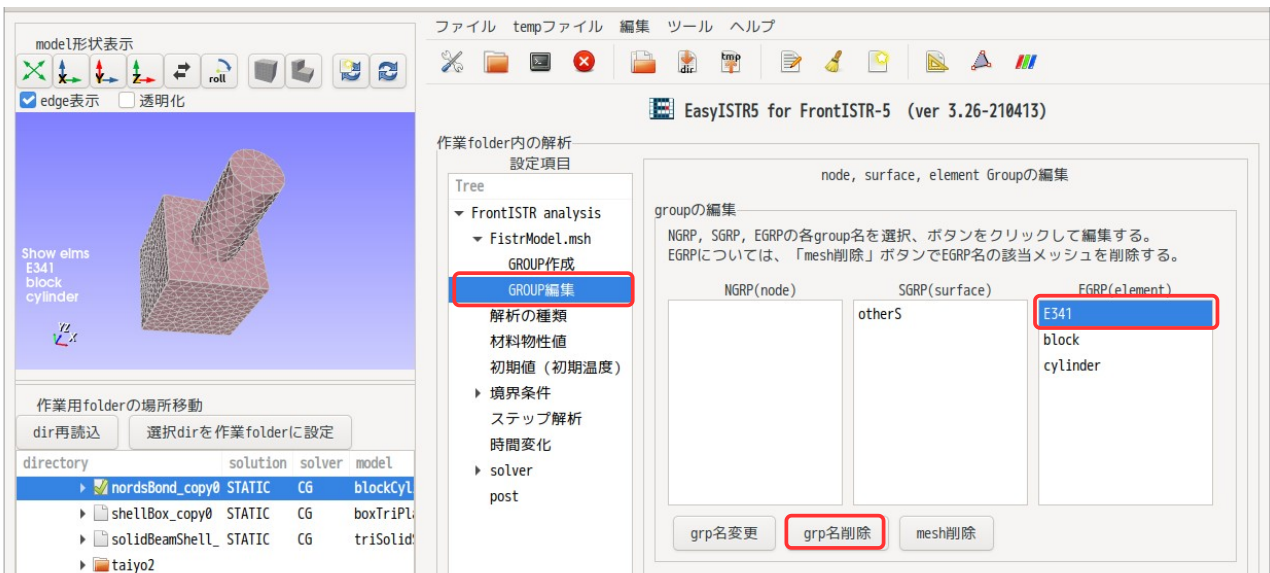 model形状表示
X Y Z roll
edge表示 透明化
Show elms
E341
block
cylinder
YZ X
作業用folderの場所移動
dir再読込 選択dirを作業folderに設定
directory solution solver model
nordsBond_copy0 STATIC CG blockCyl
shellBox_copy0 STATIC CG boxTriPl
solidBeamShell_ STATIC CG triSolid
taiyo2
ファイル tempファイル 編集 ツール ヘルプ
dir tmp
EasyISTR5 for FrontISTR-5 (ver 3.26-210413)
作業folder内の解析
設定項目
Tree
FrontISTR analysis
FistrModel.msh
GROUP作成
GROUP編集
解析の種類
材料物性値
初期値(初期温度)
境界条件
ステップ解析
時間変化
solver
post
node, surface, element Groupの編集
groupの編集
NGRP, SGRP, EGRPの各group名を選択、ボタンをクリックして編集する。
EGRPについては、「mesh削除」ボタンでEGRP名の該当メッシュを削除する。
NGRP(node) SGRP(surface) EGRP(element)
otherS E341
block
cylinder
grp名変更 grp名削除 mesh削除